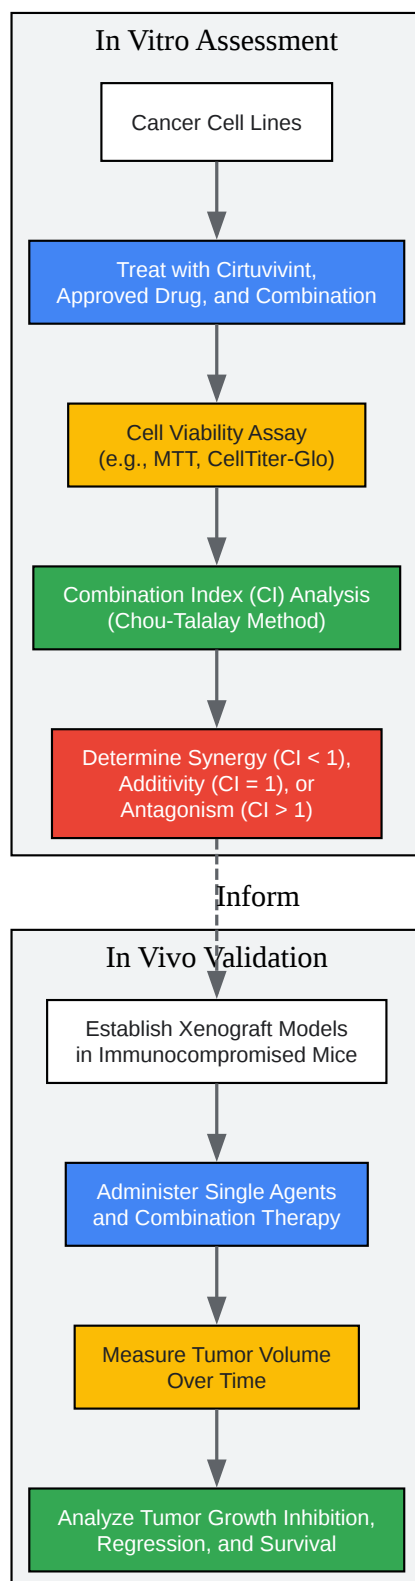 In Vitro Assessment
Cancer Cell Lines
Treat with Cirtuvivint,
Approved Drug, and Combination
Cell Viability Assay
(e.g., MTT, CellTiter-Glo)
Combination Index (CI) Analysis
(Chou-Talalay Method)
Determine Synergy (CI < 1),
Additivity (CI = 1), or
Antagonism (CI > 1)
Inform
In Vivo Validation
Establish Xenograft Models
in Immunocompromised Mice
Administer Single Agents
and Combination Therapy
Measure Tumor Volume
Over Time
Analyze Tumor Growth Inhibition,
Regression, and Survival